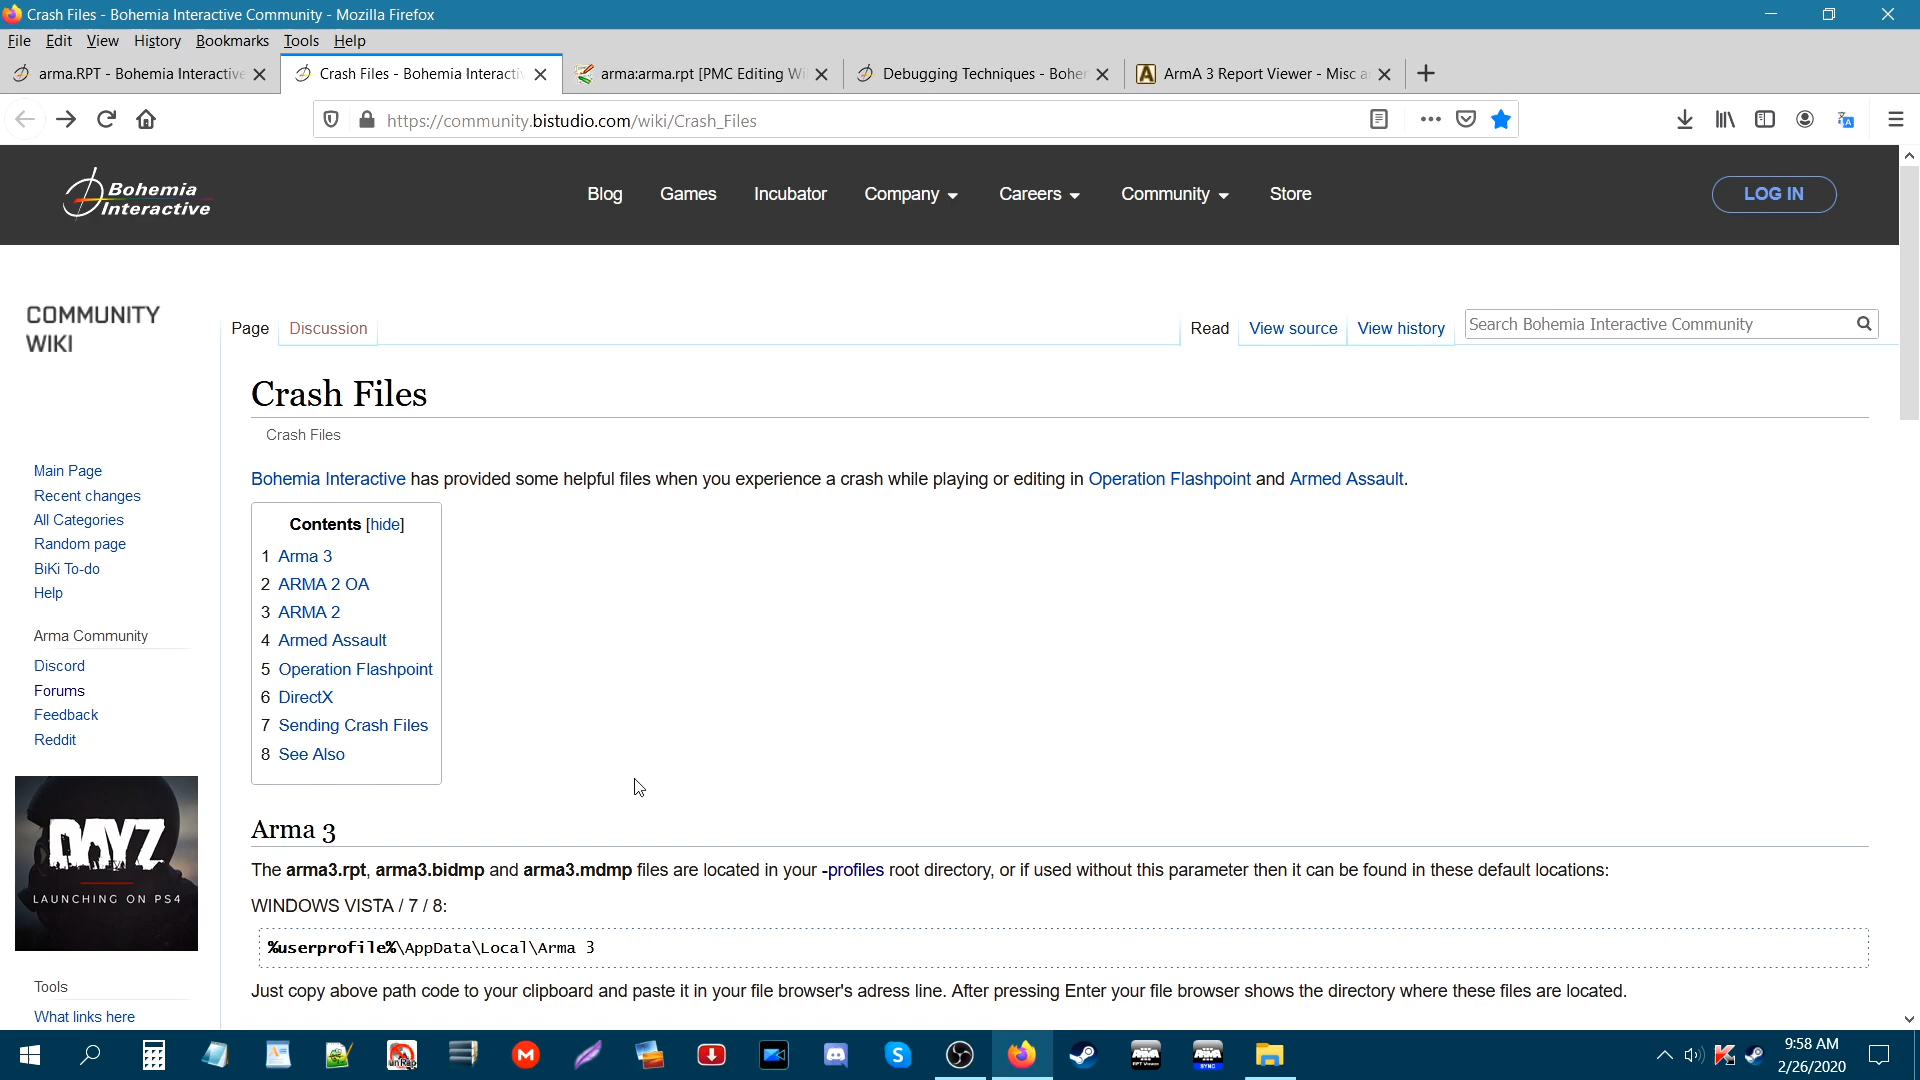 Crash Files - Bohemia Interactive Community - Mozilla Firefox
File Edit View History Bookmarks Tools Help
arma.RPT - Bohemia Interactive
Crash Files - Bohemia Interacti
arma:arma.rpt [PMC Editing Wi
Debugging Techniques - Boher
ArmA 3 Report Viewer - Misc a
https://community.bistudio.com/wiki/Crash_Files
Bohemia
Interactive
Blog Games Incubator Company Careers Community Store
LOG IN
COMMUNITY
WIKI
Page Discussion
Read View source View history
Search Bohemia Interactive Community
Crash Files
Crash Files
Main Page
Recent changes
All Categories
Random page
BiKi To-do
Help
Arma Community
Discord
Forums
Feedback
Reddit
DAYZ
LAUNCHING ON PS4
Tools
What links here
Bohemia Interactive has provided some helpful files when you experience a crash while playing or editing in Operation Flashpoint and Armed Assault.
Contents [hide]
1 Arma 3
2 ARMA 2 OA
3 ARMA 2
4 Armed Assault
5 Operation Flashpoint
6 DirectX
7 Sending Crash Files
8 See Also
Arma 3
The arma3.rpt, arma3.bidmp and arma3.mdmp files are located in your -profiles root directory, or if used without this parameter then it can be found in these default locations:
WINDOWS VISTA / 7 / 8:
%userprofile%\AppData\Local\Arma 3
Just copy above path code to your clipboard and paste it in your file browser's adress line. After pressing Enter your file browser shows the directory where these files are located.
9:58 AM
2/26/2020